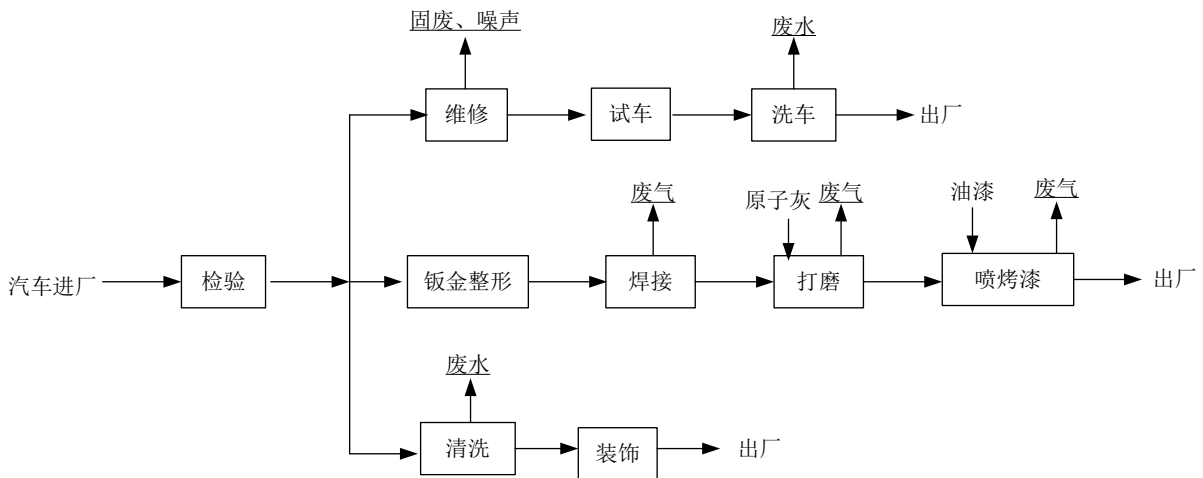 固废、噪声
废水
维修
试车
洗车
出厂
废气
原子灰
废气
油漆
废气
汽车进厂
检验
钣金整形
焊接
打磨
喷烤漆
出厂
废水
清洗
装饰
出厂